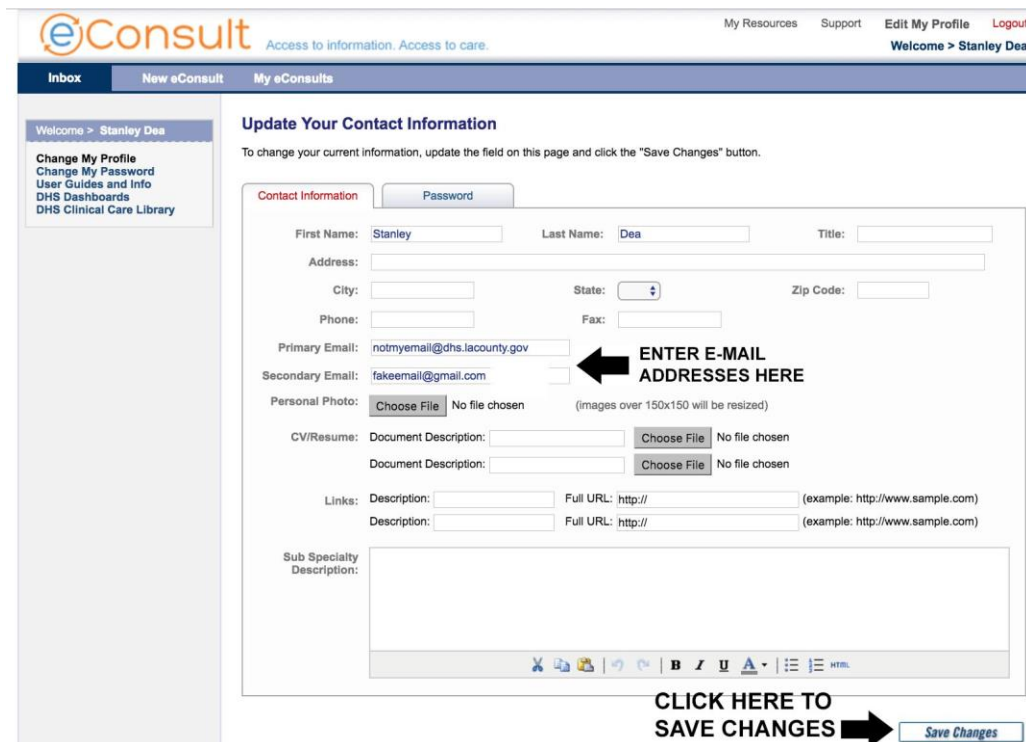 eConsult Access to information. Access to care.
My Resources Support Edit My Profile Logout
Welcome > Stanley Dea
Inbox New eConsult My eConsults
Welcome > Stanley Dea
Change My Profile
Change My Password
User Guides and Info
DHS Dashboards
DHS Clinical Care Library
Update Your Contact Information
To change your current information, update the field on this page and click the "Save Changes" button.
Contact Information Password
First Name: Stanley Last Name: Dea Title:
Address:
City: State: Zip Code:
Phone: Fax:
Primary Email: notmyemail@dhs.lacounty.gov
Secondary Email: fakeemail@gmail.com
ENTER E-MAIL
ADDRESSES HERE
Personal Photo: Choose File No file chosen (images over 150x150 will be resized)
CV/Resume: Document Description: Choose File No file chosen
Document Description: Choose File No file chosen
Links: Description: Full URL: http:// (example: http://www.sample.com)
Description: Full URL: http:// (example: http://www.sample.com)
Sub Specialty
Description:
B I U A HTML
CLICK HERE TO
SAVE CHANGES
Save Changes